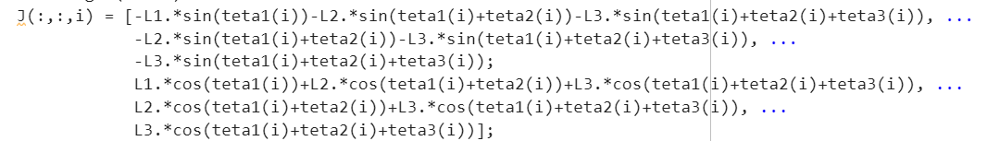 J(:,:,i) = [-L1.*sin(teta1(i))-L2.*sin(teta1(i)+teta2(i))-L3.*sin(teta1(i)+teta2(i)+teta3(i)), ...
-L2.*sin(teta1(i)+teta2(i))-L3.*sin(teta1(i)+teta2(i)+teta3(i)), ...
-L3.*sin(teta1(i)+teta2(i)+teta3(i));
L1.*cos(teta1(i))+L2.*cos(teta1(i)+teta2(i))+L3.*cos(teta1(i)+teta2(i)+teta3(i)), ...
L2.*cos(teta1(i)+teta2(i))+L3.*cos(teta1(i)+teta2(i)+teta3(i)), ...
L3.*cos(teta1(i)+teta2(i)+teta3(i))];